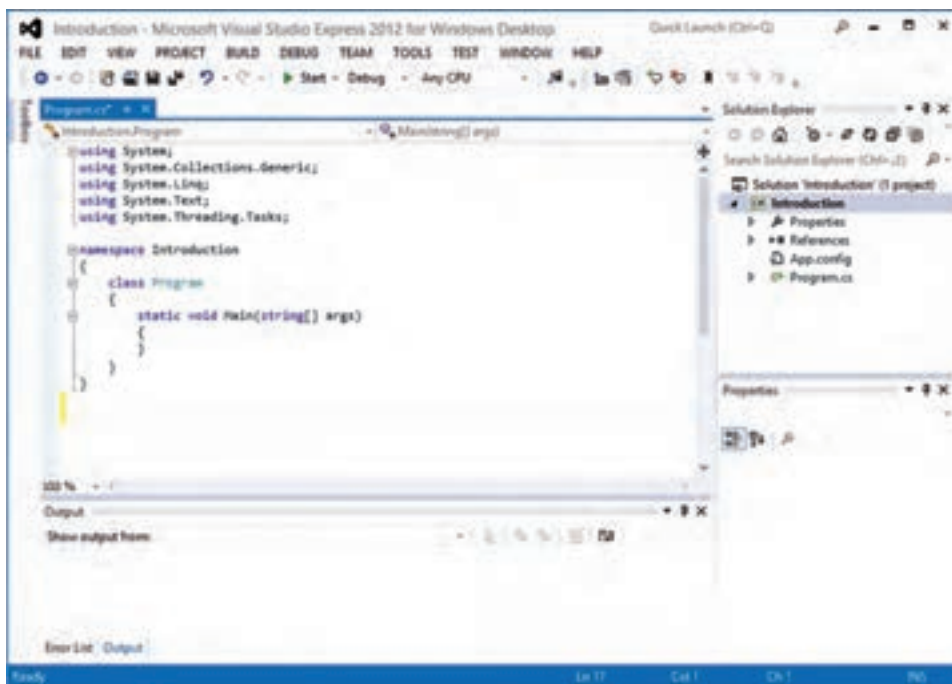 Introduction - Microsoft Visual Studio Express 2012 for Windows Desktop
Quick Launch (Ctrl+Q)
FILE EDIT VIEW PROJECT BUILD DEBUG TEAM TOOLS TEST WINDOW HELP
Start - Debug - Any CPU
Toolbox
Program.cs*
Introduction.Program
Main(string[] args)
using System;
using System.Collections.Generic;
using System.Linq;
using System.Text;
using System.Threading.Tasks;
namespace Introduction
{
class Program
{
static void Main(string[] args)
{
}
}
}
100 %
Output
Show output from:
Error List Output
Solution Explorer
Search Solution Explorer (Ctrl+;)
Solution 'Introduction' (1 project)
C# Introduction
Properties
References
App.config
C# Program.cs
Properties
Ready
Ln 17
Col 1
Ch 1
INS